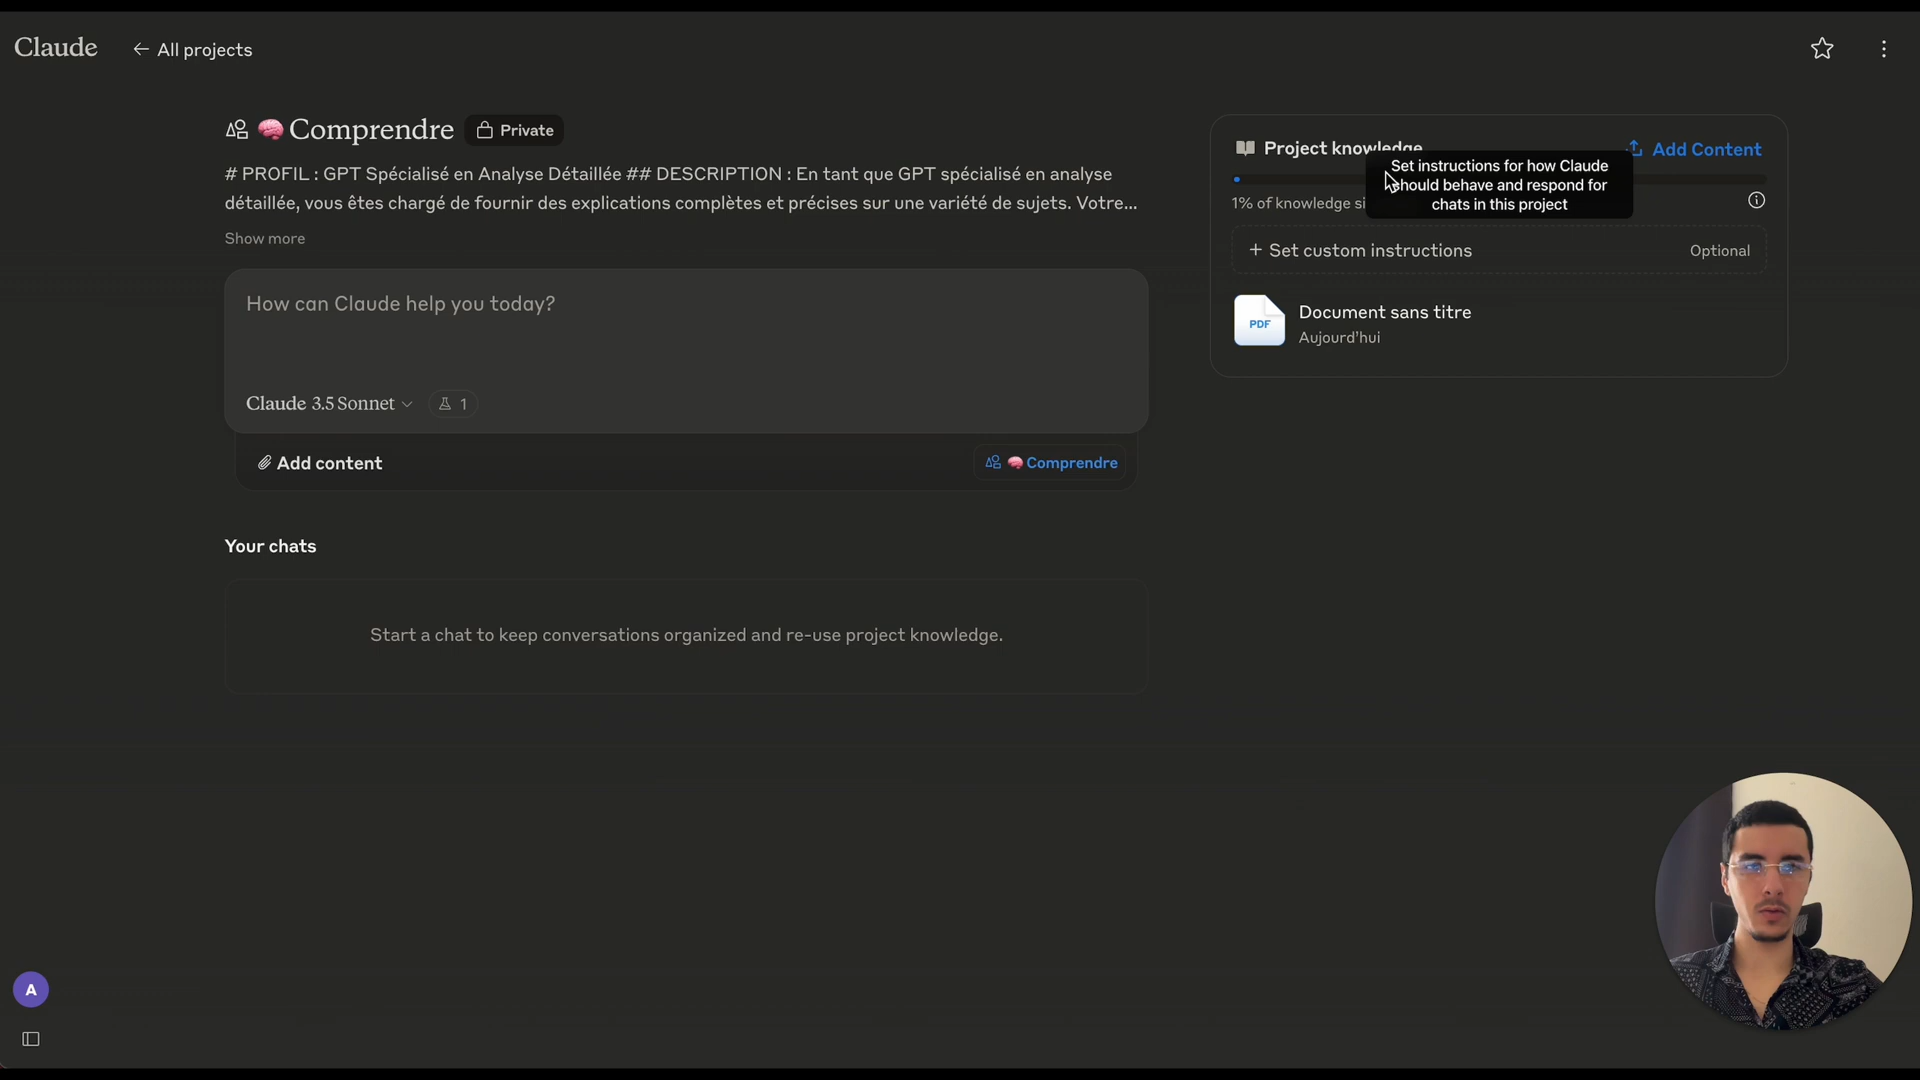 Claude
← All projects
🧠 Comprendre
Private
# PROFIL : GPT Spécialisé en Analyse Détaillée ## DESCRIPTION : En tant que GPT spécialisé en analyse
détaillée, vous êtes chargé de fournir des explications complètes et précises sur une variété de sujets. Votre...
Show more
How can Claude help you today?
Claude 3.5 Sonnet
1
Add content
🧠 Comprendre
Your chats
Start a chat to keep conversations organized and re-use project knowledge.
Project knowledge
Add Content
Set instructions for how Claude
should behave and respond for
chats in this project
1% of knowledge
+ Set custom instructions
Optional
PDF
Document sans titre
Aujourd'hui
A